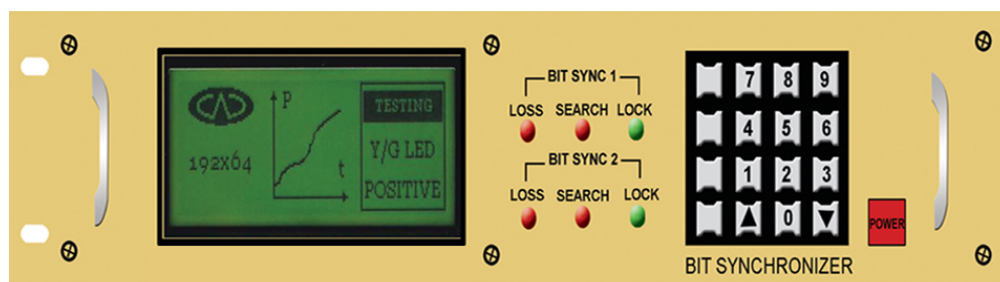 P
192X64
t
TESTING
Y/G LED
POSITIVE
BIT SYNC 1
LOSS SEARCH LOCK
BIT SYNC 2
LOSS SEARCH LOCK
7 8 9
4 5 6
1 2 3
▲ 0 ▼
POWER
BIT SYNCHRONIZER